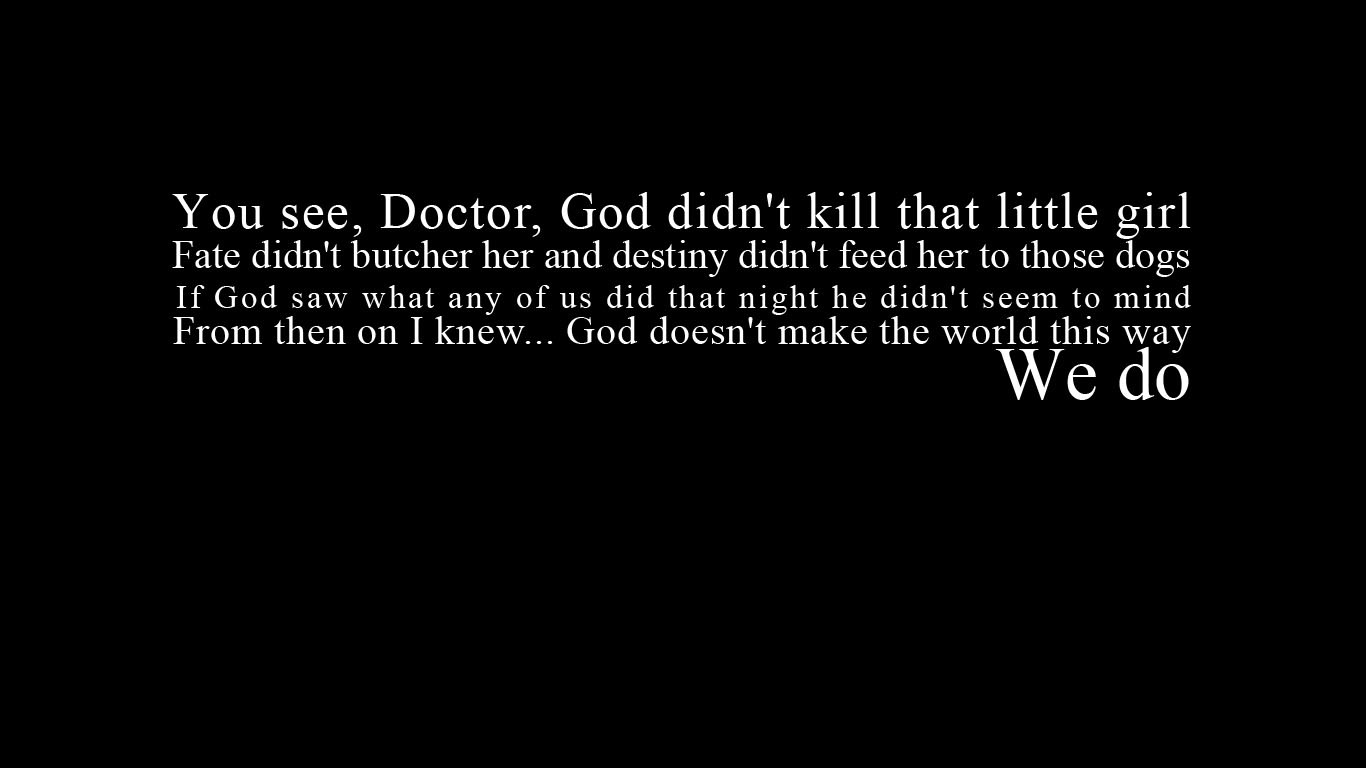 You see, Doctor, God didn't kill that little girl
Fate didn't butcher her and destiny didn't feed her to those dogs
If God saw what any of us did that night he didn't seem to mind
From then on I knew... God doesn't make the world this way
We do